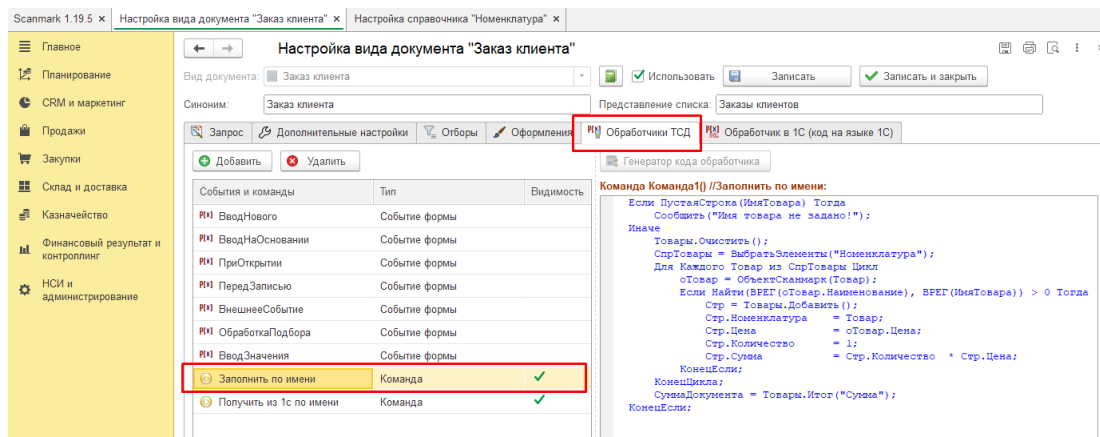 Scanmark 1.19.5 ×
Настройка вида документа "Заказ клиента" ×
Настройка справочника "Номенклатура" ×
Главное
Планирование
CRM и маркетинг
Продажи
Закупки
Склад и доставка
Казначейство
Финансовый результат и
контроллинг
НСИ и
администрирование
Настройка вида документа "Заказ клиента"
Вид документа: Заказ клиента
Использовать
Записать
Записать и закрыть
Синоним: Заказ клиента
Представление списка: Заказы клиентов
Запрос
Дополнительные настройки
Отборы
Оформления
Обработчики ТСД
Обработчик в 1С (код на языке 1С)
Добавить
Удалить
Генератор кода обработчика
События и команды Тип Видимость
ВводНового Событие формы
ВводНаОсновании Событие формы
ПриОткрытии Событие формы
ПередЗаписью Событие формы
ВнешнееСобытие Событие формы
ОбработкаПодбора Событие формы
ВводЗначения Событие формы
Заполнить по имени Команда
Получить из 1с по имени Команда
Команда Команда1() //Заполнить по имени:
Если ПустаяСтрока(ИмяТовара) Тогда
Сообщить("Имя товара не задано!");
Иначе
Товары.Очистить();
СпрТовары = ВыбратьЭлементы("Номенклатура");
Для Каждого Товар из СпрТовары Цикл
оТовар = ОбъектСканмарк(Товар);
Если Найти(ВРЕГ(оТовар.Наименование), ВРЕГ(ИмяТовара)) > 0 Тогда
Стр = Товары.Добавить();
Стр.Номенклатура = Товар;
Стр.Цена = оТовар.Цена;
Стр.Количество = 1;
Стр.Сумма = Стр.Количество * Стр.Цена;
КонецЕсли;
КонецЦикла;
СуммаДокумента = Товары.Итог("Сумма");
КонецЕсли;